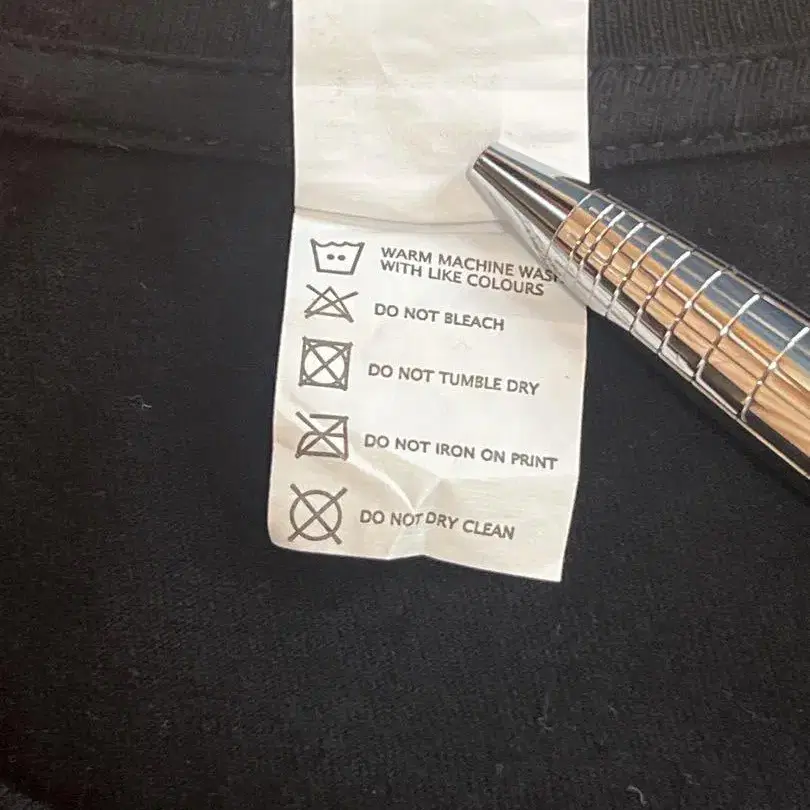 WARM MACHINE WASH
WITH LIKE COLOURS
DO NOT BLEACH
DO NOT TUMBLE DRY
DO NOT IRON ON PRINT
DO NOT DRY CLEAN